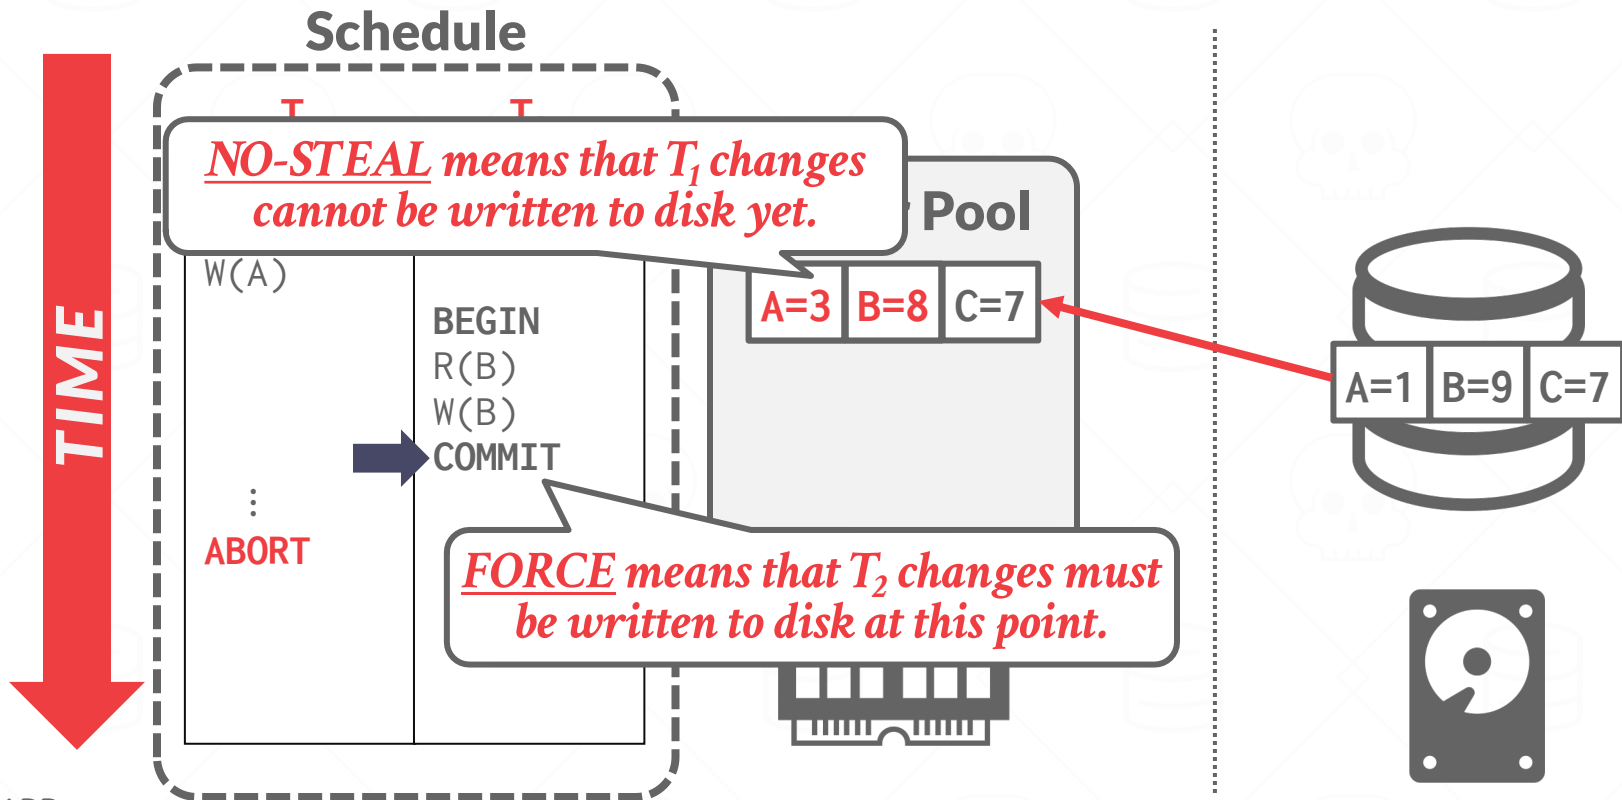 Schedule
T T
NO-STEAL means that T1 changes
cannot be written to disk yet.
Pool
W(A)
A=3 B=8 C=7
BEGIN
R(B)
W(B)
COMMIT
⋮
ABORT
TIME
A=1 B=9 C=7
FORCE means that T2 changes must
be written to disk at this point.